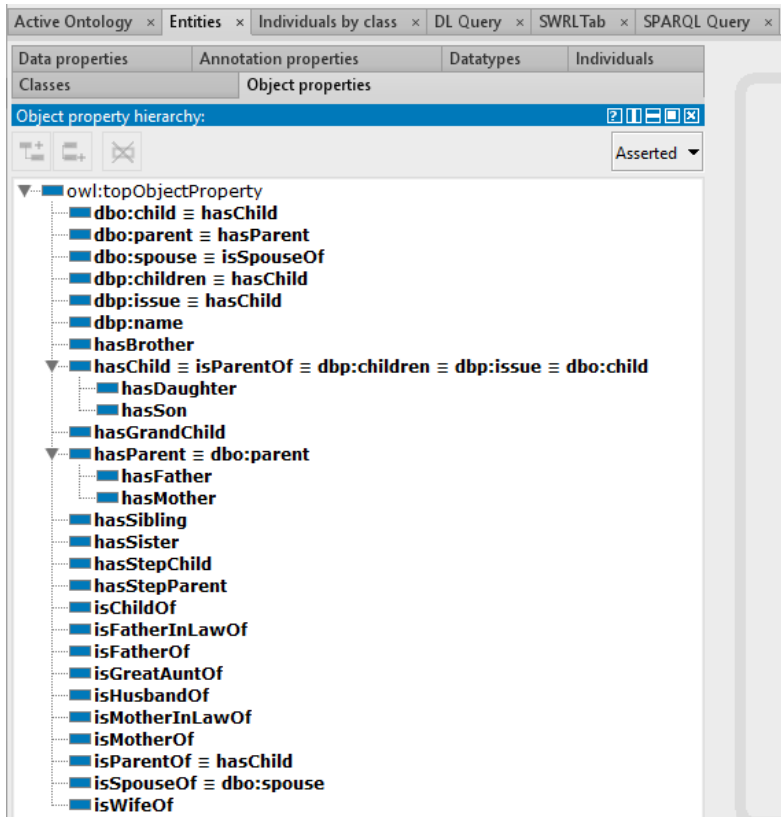 Active Ontology × Entities × Individuals by class × DL Query × SWRLTab × SPARQL Query ×
Data properties Annotation properties Datatypes Individuals
Classes Object properties
Object property hierarchy:
Asserted
owl:topObjectProperty
dbo:child ≡ hasChild
dbo:parent ≡ hasParent
dbo:spouse ≡ isSpouseOf
dbp:children ≡ hasChild
dbp:issue ≡ hasChild
dbp:name
hasBrother
hasChild ≡ isParentOf ≡ dbp:children ≡ dbp:issue ≡ dbo:child
hasDaughter
hasSon
hasGrandChild
hasParent ≡ dbo:parent
hasFather
hasMother
hasSibling
hasSister
hasStepChild
hasStepParent
isChildOf
isFatherInLawOf
isFatherOf
isGreatAuntOf
isHusbandOf
isMotherInLawOf
isMotherOf
isParentOf ≡ hasChild
isSpouseOf ≡ dbo:spouse
isWifeOf